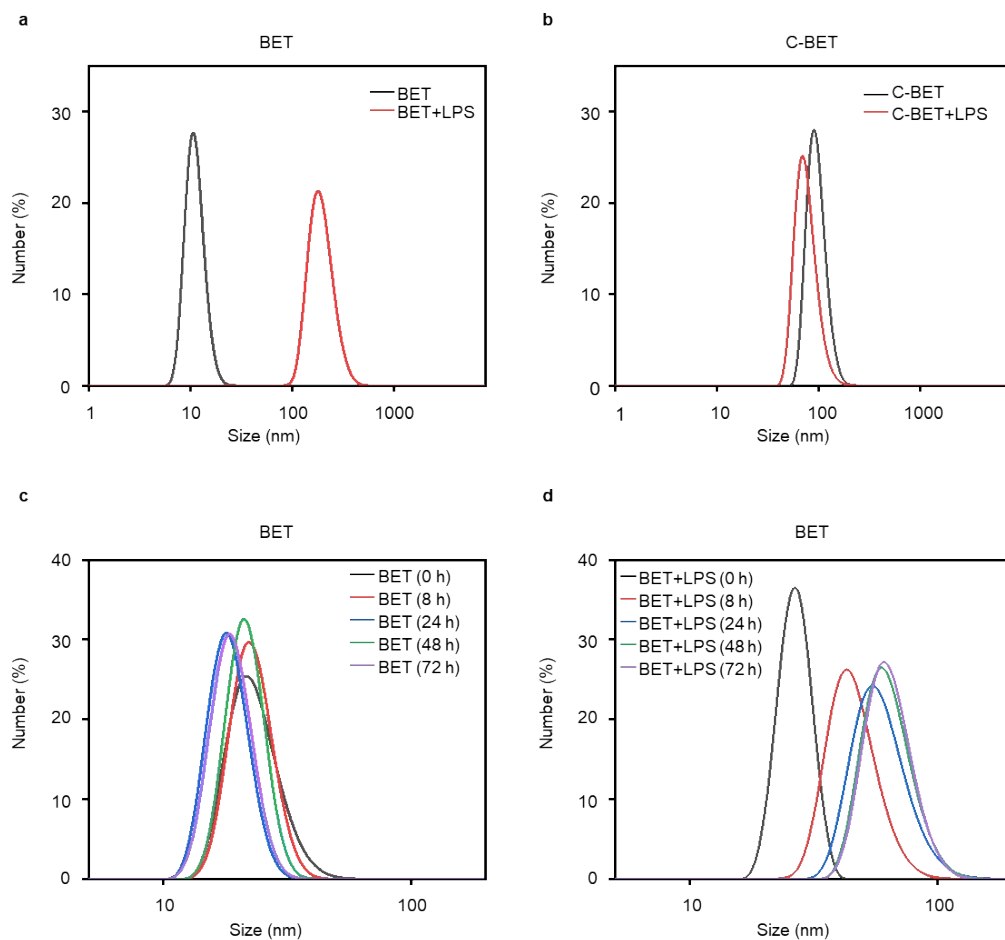 a
BET
BET
BET+LPS
30
20
10
0
Number (%)
1
10
100
1000
Size (nm)
b
C-BET
C-BET
C-BET+LPS
30
20
10
0
Number (%)
1
10
100
1000
Size (nm)
c
BET
BET (0 h)
BET (8 h)
BET (24 h)
BET (48 h)
BET (72 h)
40
30
20
10
0
Number (%)
10
100
Size (nm)
d
BET
BET+LPS (0 h)
BET+LPS (8 h)
BET+LPS (24 h)
BET+LPS (48 h)
BET+LPS (72 h)
40
30
20
10
0
Number (%)
10
100
Size (nm)